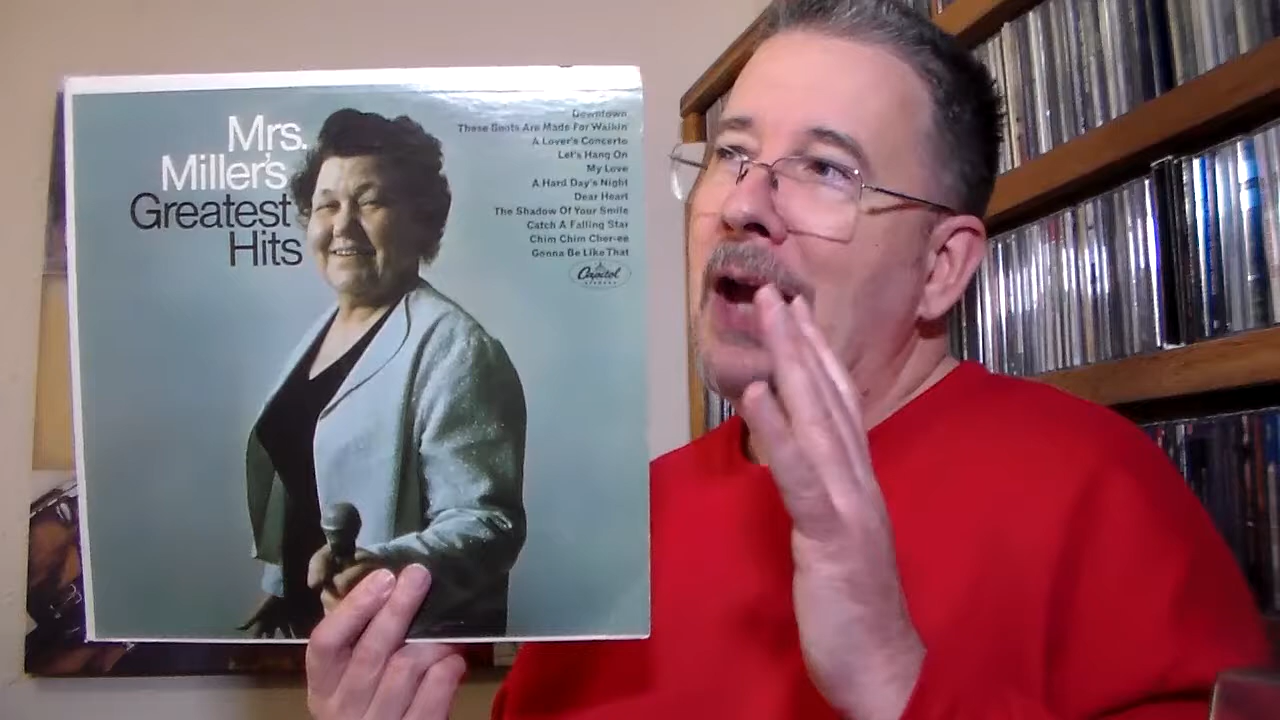 Mrs.
Miller's
Greatest
Hits
Downtown
These Boots Are Made For Walkin'
A Lover's Concerto
Let's Hang On
My Love
A Hard Day's Night
Dear Heart
The Shadow Of Your Smile
Catch A Falling Star
Chim Chim Cher-ee
Gonna Be Like That
Capitol
RECORDS